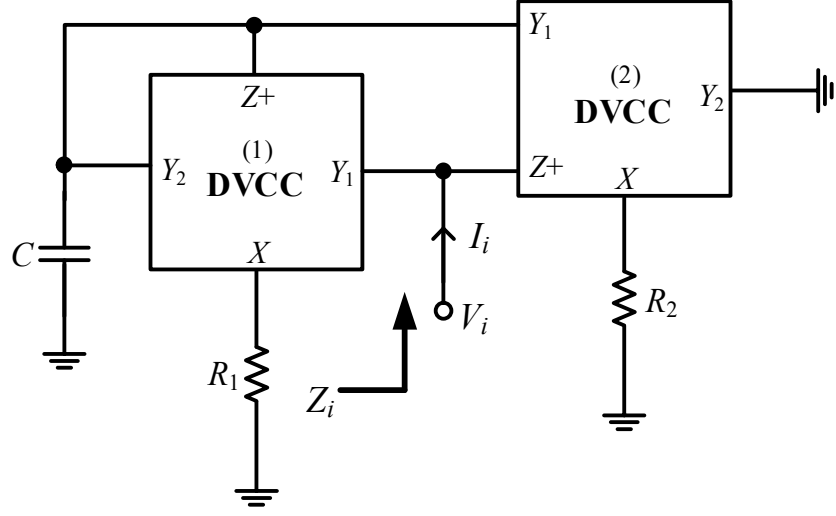 Y₁
(2)
DVCC
Y₂
Z+
X
Z+
(1)
DVCC
Y₂
Y₁
X
C
Iᵢ
Vᵢ
R₂
R₁
Zᵢ